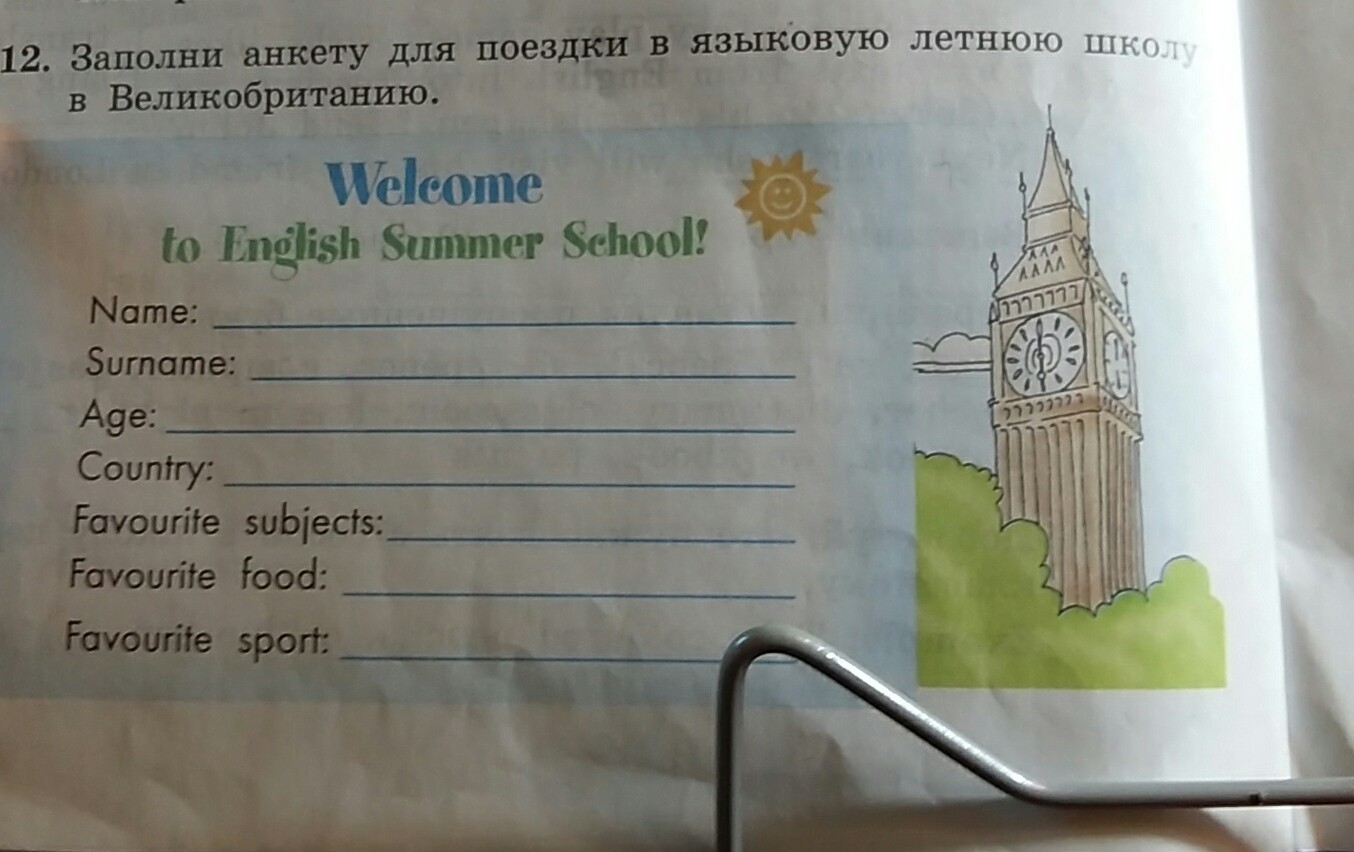 12. Заполни анкету для поездки в языковую летнюю школу
в Великобританию.
Welcome
to English Summer School!
Name:
Surname:
Age:
Country:
Favourite subjects:
Favourite food:
Favourite sport: